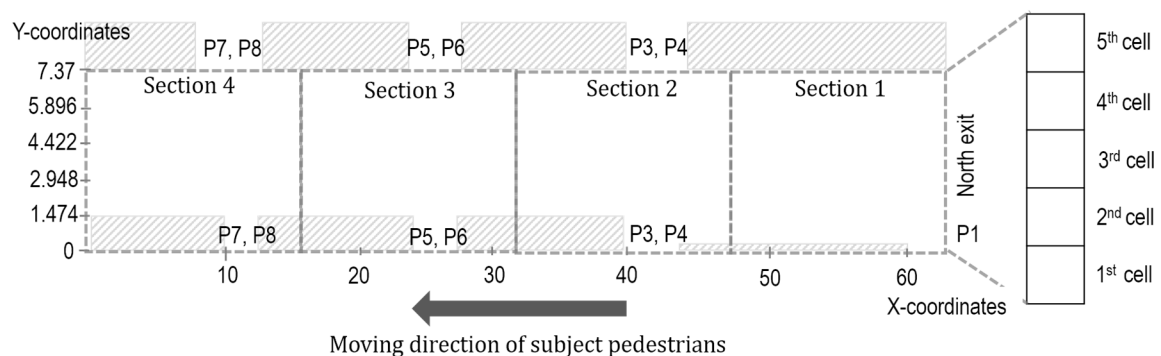 Y-coordinates
P7, P8
P5, P6
P3, P4
7.37
5.896
4.422
2.948
1.474
0
Section 4
Section 3
Section 2
Section 1
P7, P8
P5, P6
P3, P4
10
20
30
40
50
60
North exit
P1
X-coordinates
5th cell
4th cell
3rd cell
2nd cell
1st cell
Moving direction of subject pedestrians